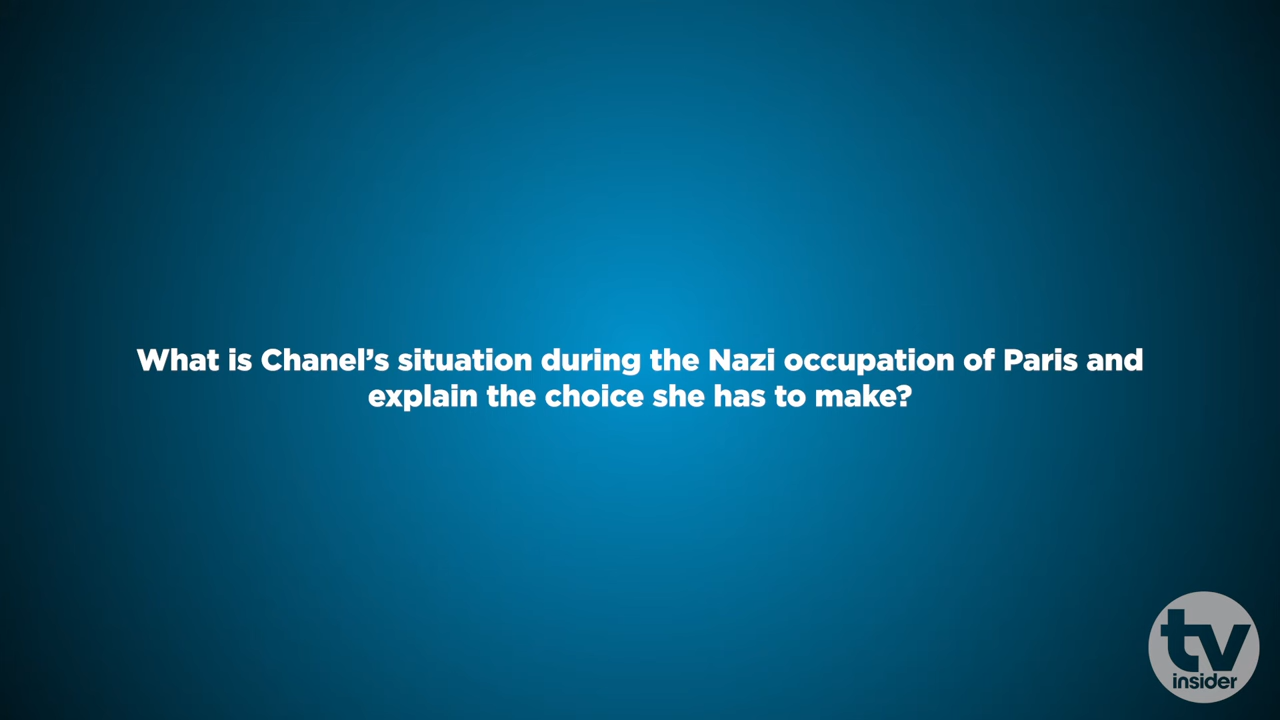 What is Chanel’s situation during the Nazi occupation of Paris and
explain the choice she has to make?
tv
insider